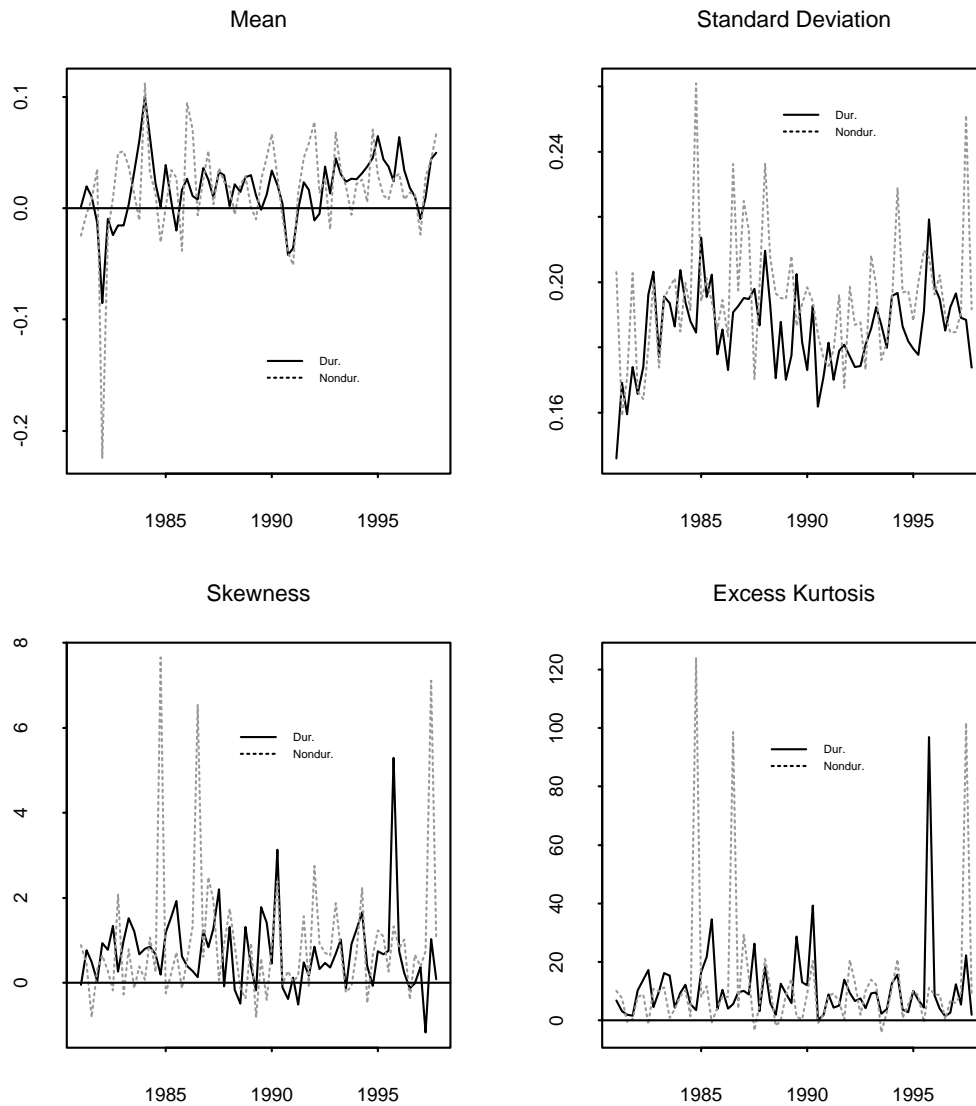 Mean
0.1
0.0
-0.1
-0.2
Dur.
Nondur.
1985 1990 1995
Standard Deviation
0.24
0.20
0.16
Dur.
Nondur.
1985 1990 1995
Skewness
8
6
4
2
0
Dur.
Nondur.
1985 1990 1995
Excess Kurtosis
120
100
80
60
40
20
0
Dur.
Nondur.
1985 1990 1995